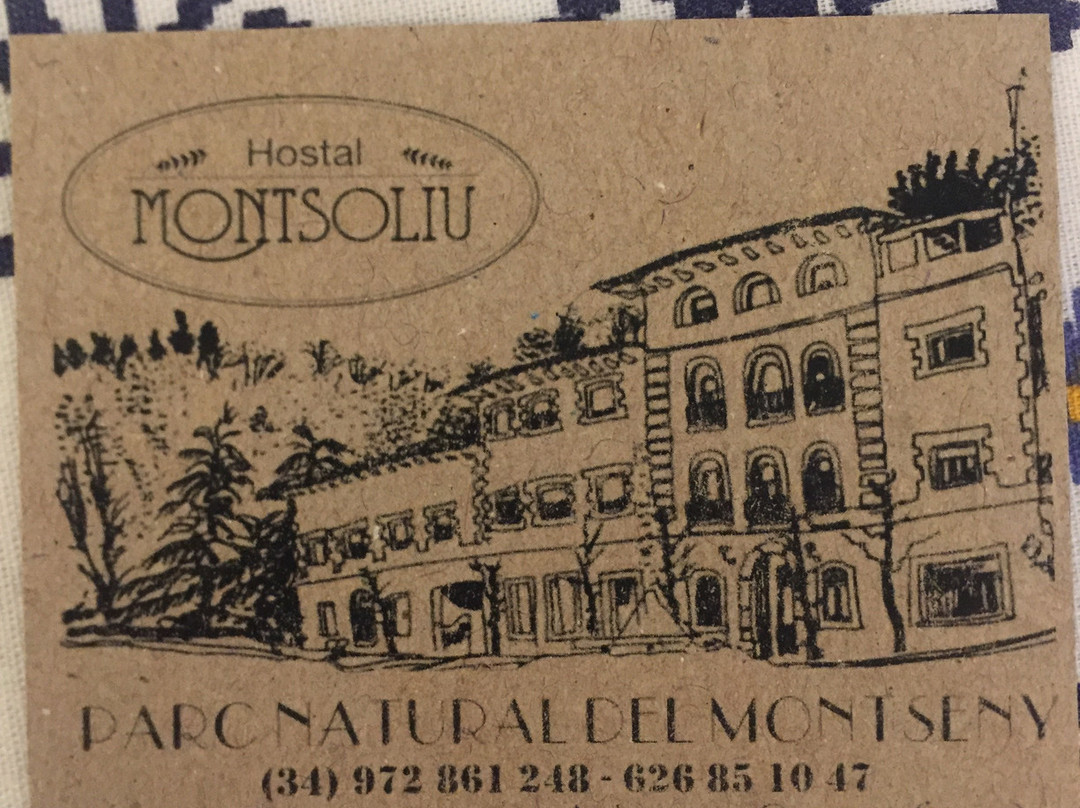 Hostal
MONTSOLIU
PARC NATURAL DEL MONTSENY
(34) 972 861 248 - 626 85 10 47